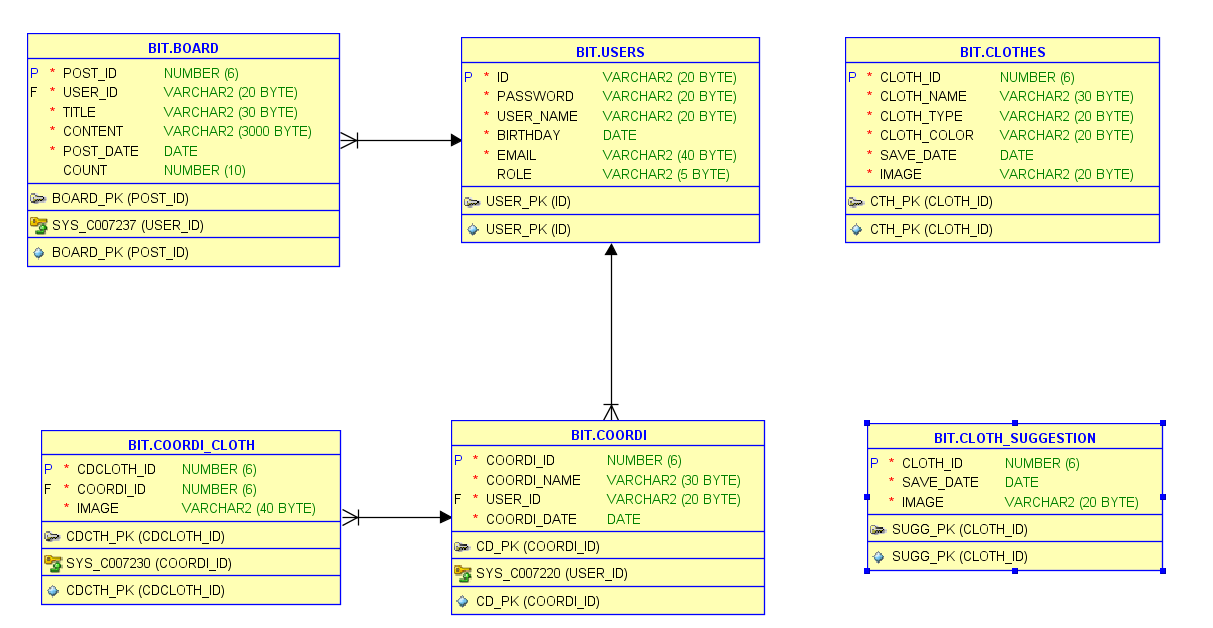 BIT.BOARD
P * POST_ID NUMBER (6)
F * USER_ID VARCHAR2 (20 BYTE)
* TITLE VARCHAR2 (30 BYTE)
* CONTENT VARCHAR2 (3000 BYTE)
* POST_DATE DATE
COUNT NUMBER (10)
BOARD_PK (POST_ID)
SYS_C007237 (USER_ID)
BOARD_PK (POST_ID)
BIT.USERS
P * ID VARCHAR2 (20 BYTE)
* PASSWORD VARCHAR2 (20 BYTE)
* USER_NAME VARCHAR2 (20 BYTE)
* BIRTHDAY DATE
* EMAIL VARCHAR2 (40 BYTE)
ROLE VARCHAR2 (5 BYTE)
USER_PK (ID)
USER_PK (ID)
BIT.CLOTHES
P * CLOTH_ID NUMBER (6)
* CLOTH_NAME VARCHAR2 (30 BYTE)
* CLOTH_TYPE VARCHAR2 (20 BYTE)
* CLOTH_COLOR VARCHAR2 (20 BYTE)
* SAVE_DATE DATE
* IMAGE VARCHAR2 (20 BYTE)
CTH_PK (CLOTH_ID)
CTH_PK (CLOTH_ID)
BIT.COORDI_CLOTH
P * CDCLOTH_ID NUMBER (6)
F * COORDI_ID NUMBER (6)
* IMAGE VARCHAR2 (40 BYTE)
CDCTH_PK (CDCLOTH_ID)
SYS_C007230 (COORDI_ID)
CDCTH_PK (CDCLOTH_ID)
BIT.COORDI
P * COORDI_ID NUMBER (6)
* COORDI_NAME VARCHAR2 (30 BYTE)
F * USER_ID VARCHAR2 (20 BYTE)
* COORDI_DATE DATE
CD_PK (COORDI_ID)
SYS_C007220 (USER_ID)
CD_PK (COORDI_ID)
BIT.CLOTH_SUGGESTION
P * CLOTH_ID NUMBER (6)
* SAVE_DATE DATE
* IMAGE VARCHAR2 (20 BYTE)
SUGG_PK (CLOTH_ID)
SUGG_PK (CLOTH_ID)